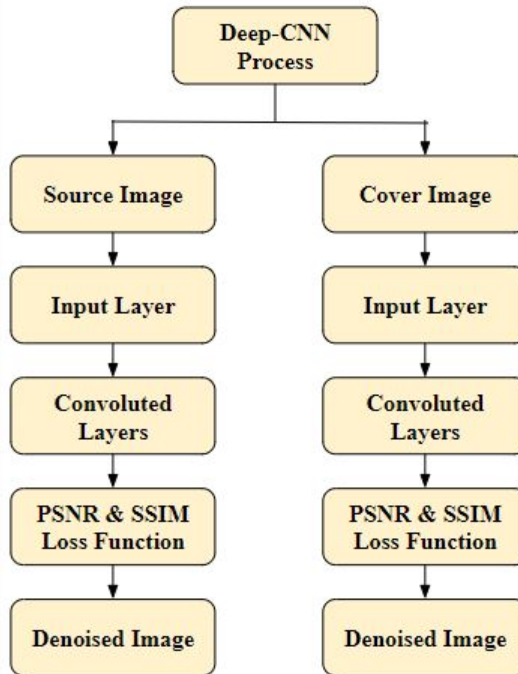 Deep-CNN
Process
Source Image
Input Layer
Convoluted
Layers
PSNR & SSIM
Loss Function
Denoised Image
Cover Image
Input Layer
Convoluted
Layers
PSNR & SSIM
Loss Function
Denoised Image